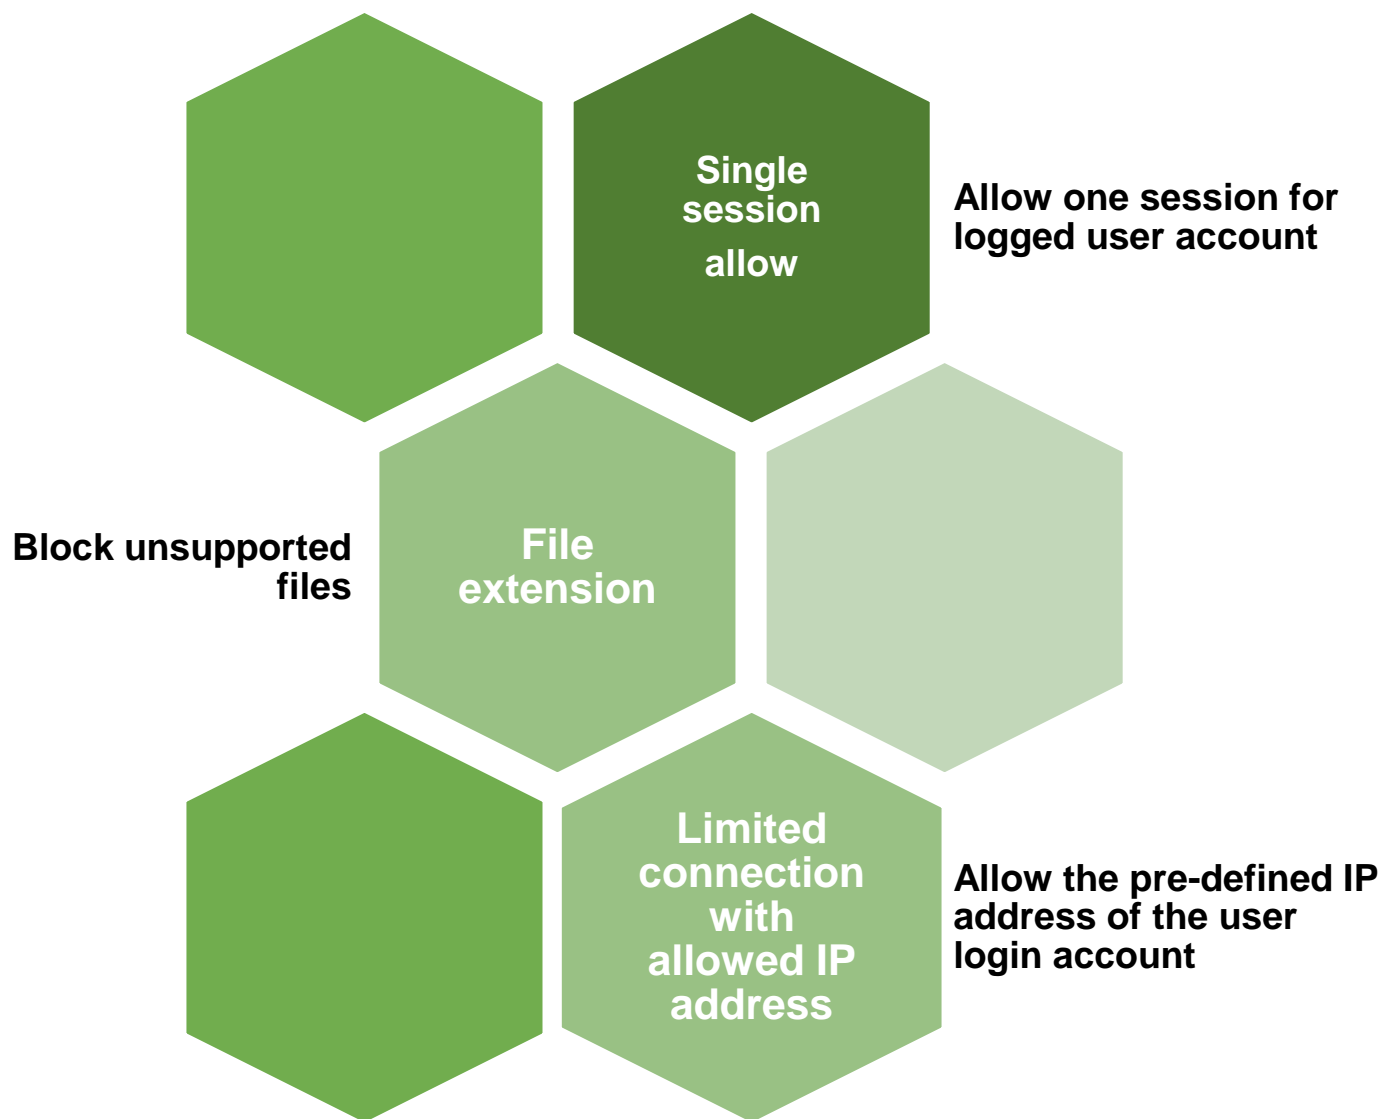 Single
session
allow
Allow one session for
logged user account
Block unsupported
files
File
extension
Limited
connection
with
allowed IP
address
Allow the pre-defined IP
address of the user
login account